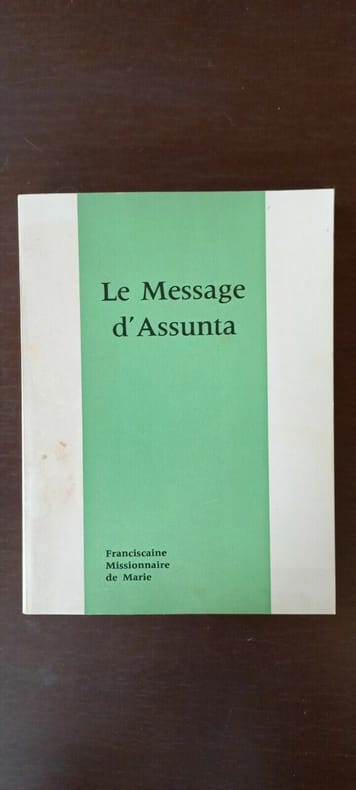 Le Message
d'Assunta
Franciscaine
Missionnaire
de Marie